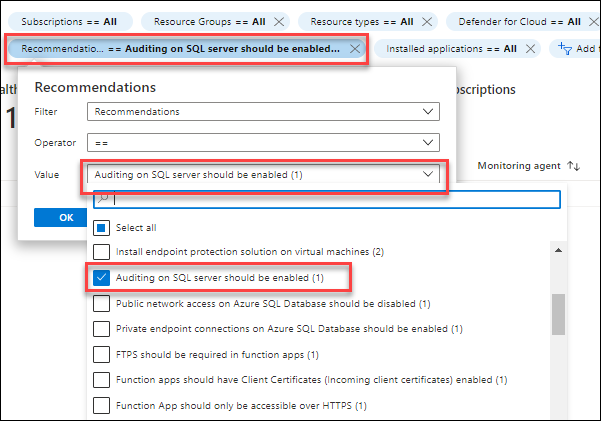 Subscriptions == All
Resource Groups == All
Resource types == All
Defender for Cloud == All
Recommendatio... == Auditing on SQL server should be enabled...
Installed applications == All
Add
Recommendations
Filter
Recommendations
Operator
==
Value
Auditing on SQL server should be enabled (1)
OK
Monitoring agent
Select all
Install endpoint protection solution on virtual machines (2)
Auditing on SQL server should be enabled (1)
Public network access on Azure SQL Database should be disabled (1)
Private endpoint connections on Azure SQL Database should be enabled (1)
FTPS should be required in function apps (1)
Function apps should have Client Certificates (Incoming client certificates) enabled (1)
Function App should only be accessible over HTTPS (1)